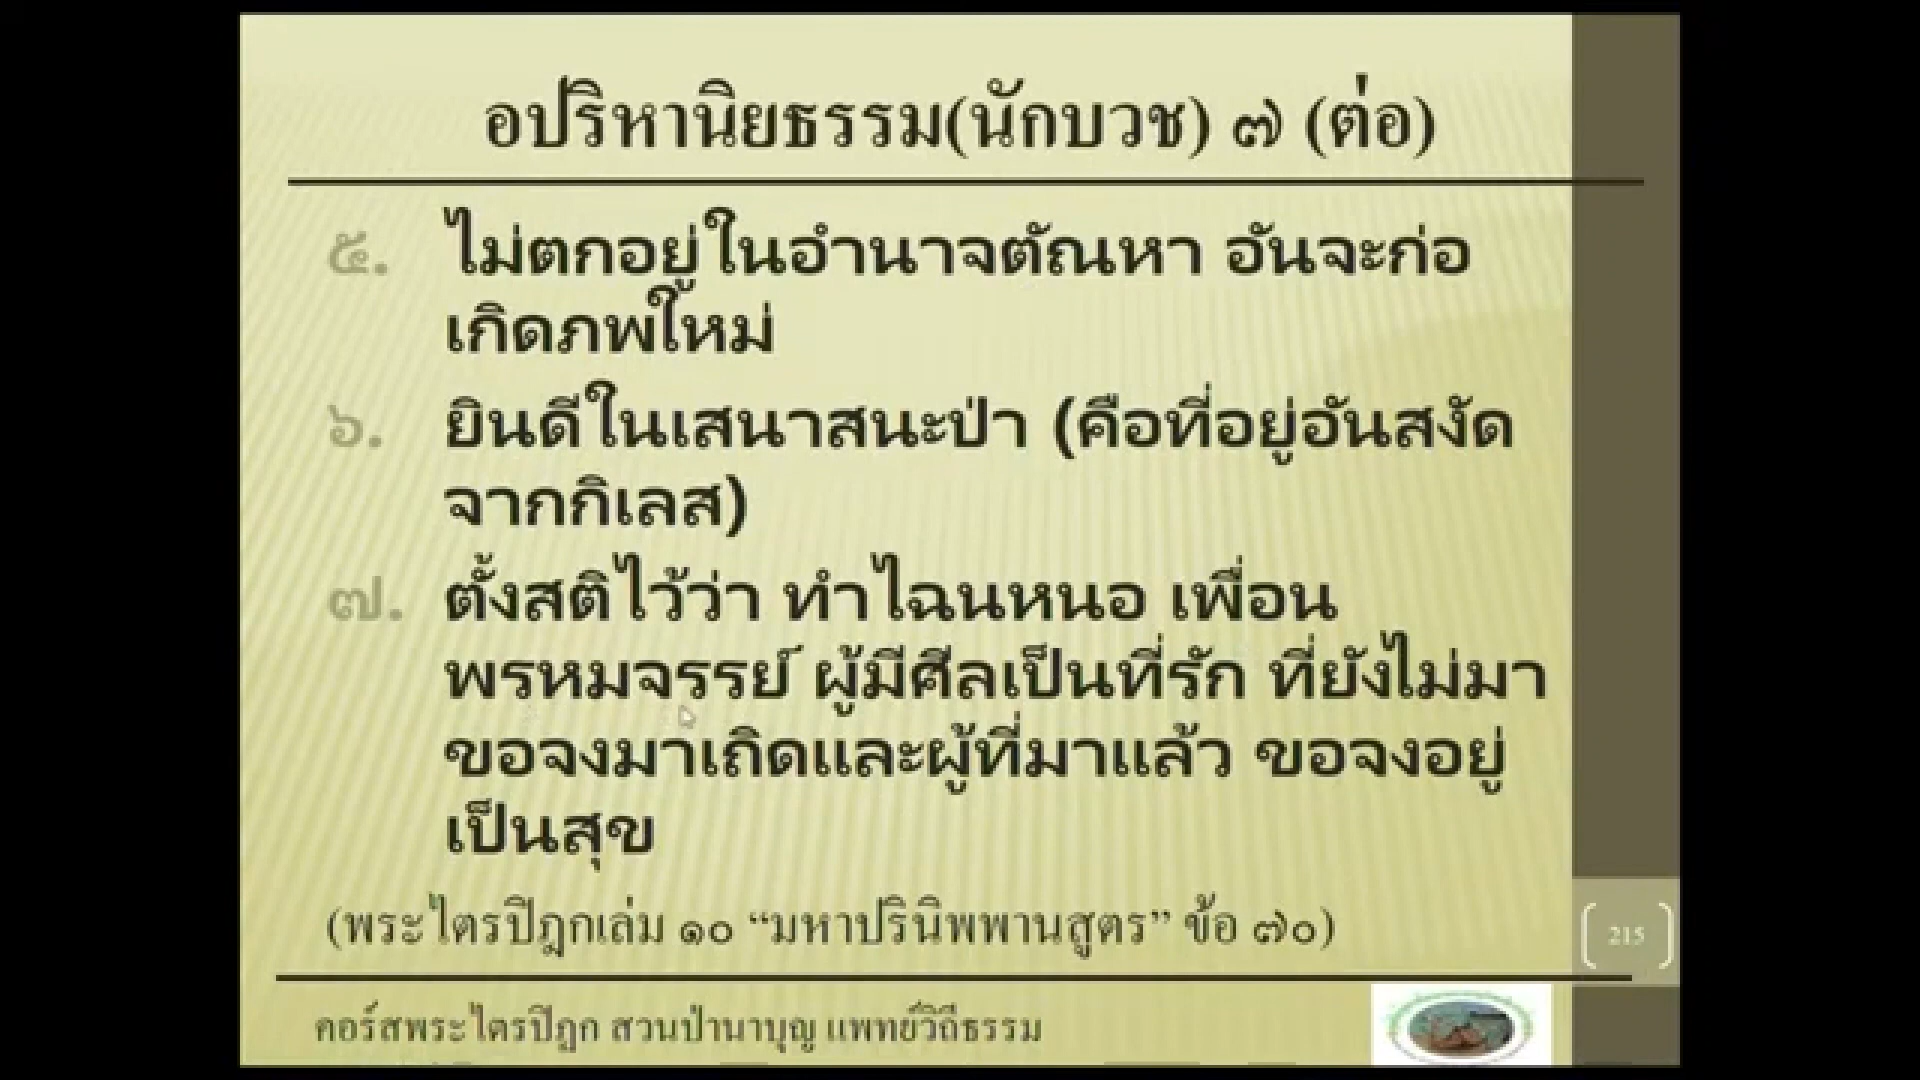 อปริหานิยธรรม(นักบวช) ๗ (ต่อ)
๕. ไม่ตกอยู่ในอำนาจตัณหา อันจะก่อ
เกิดภพใหม่
๖. ยินดีในเสนาสนะป่า (คือที่อยู่อันสงัด
จากกิเลส)
๗. ตั้งสติไว้ว่า ทำไฉนหนอ เพื่อน
พรหมจรรย์ ผู้มีศีลเป็นที่รัก ที่ยังไม่มา
ขอจงมาเถิดและผู้ที่มาแล้ว ขอจงอยู่
เป็นสุข
(พระไตรปิฎกเล่ม ๑๐ “มหาปรินิพพานสูตร” ข้อ ๗๐)
215
คอร์สพระไตรปิฎก สวนป่านาบุญ แพทย์วิถีธรรม